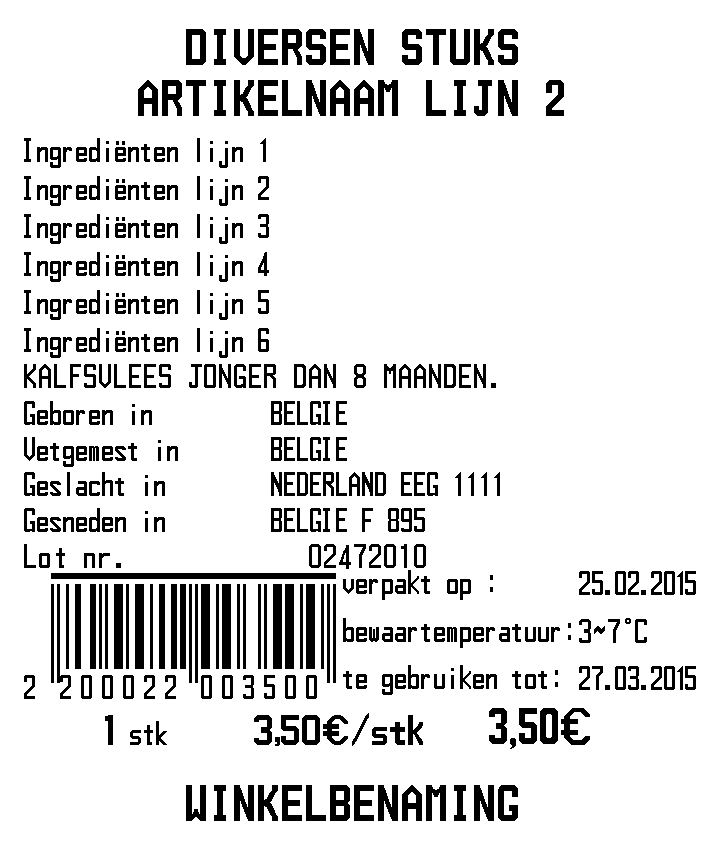 DIVERSEN STUKS
ARTIKELNAAM LIJN 2
Ingrediënten lijn 1
Ingrediënten lijn 2
Ingrediënten lijn 3
Ingrediënten lijn 4
Ingrediënten lijn 5
Ingrediënten lijn 6
KALFSVLEES JONGER DAN 8 MAANDEN.
Geboren in BELGIE
Vetgemest in BELGIE
Geslacht in NEDERLAND EEG 1111
Gesneden in BELGIE F 895
Lot nr. 02472010
verpakt op : 25.02.2015
bewaartemperatuur:3~7°C
te gebruiken tot: 27.03.2015
2 200022 003500
1 stk 3,50€/stk 3,50€
WINKELBENAMING